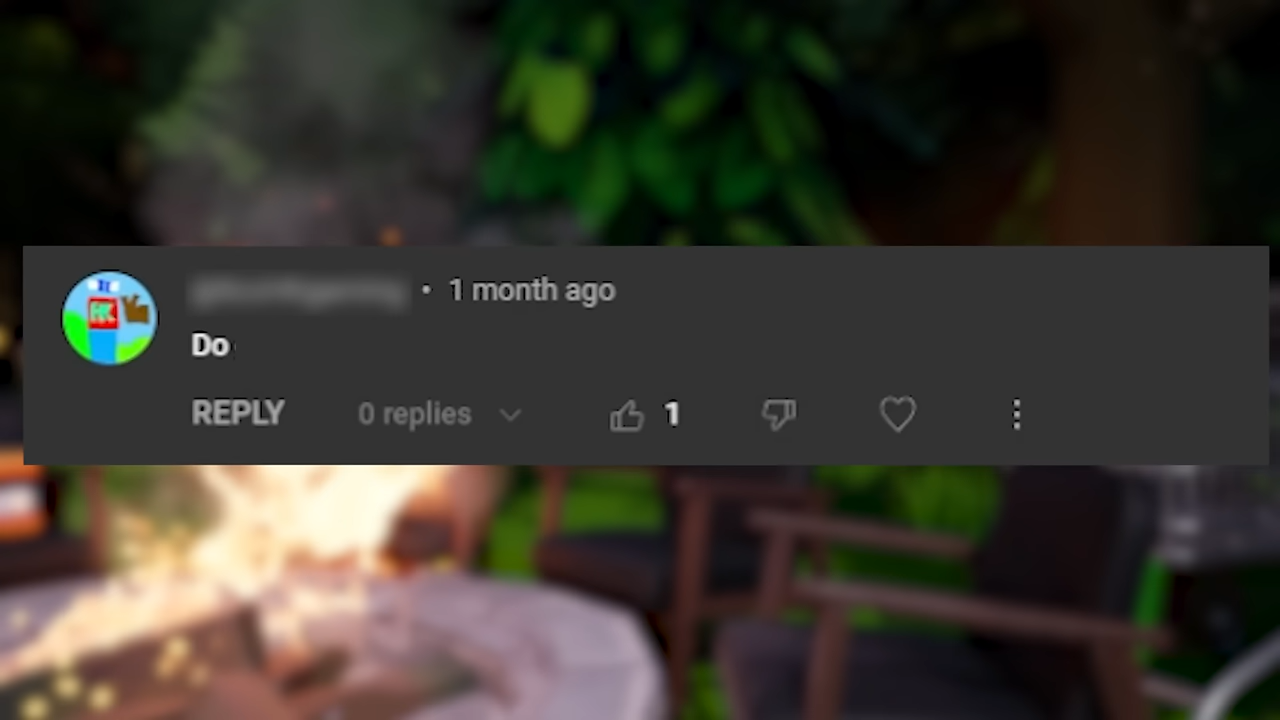 • 1 month ago
Do
REPLY 0 replies 1